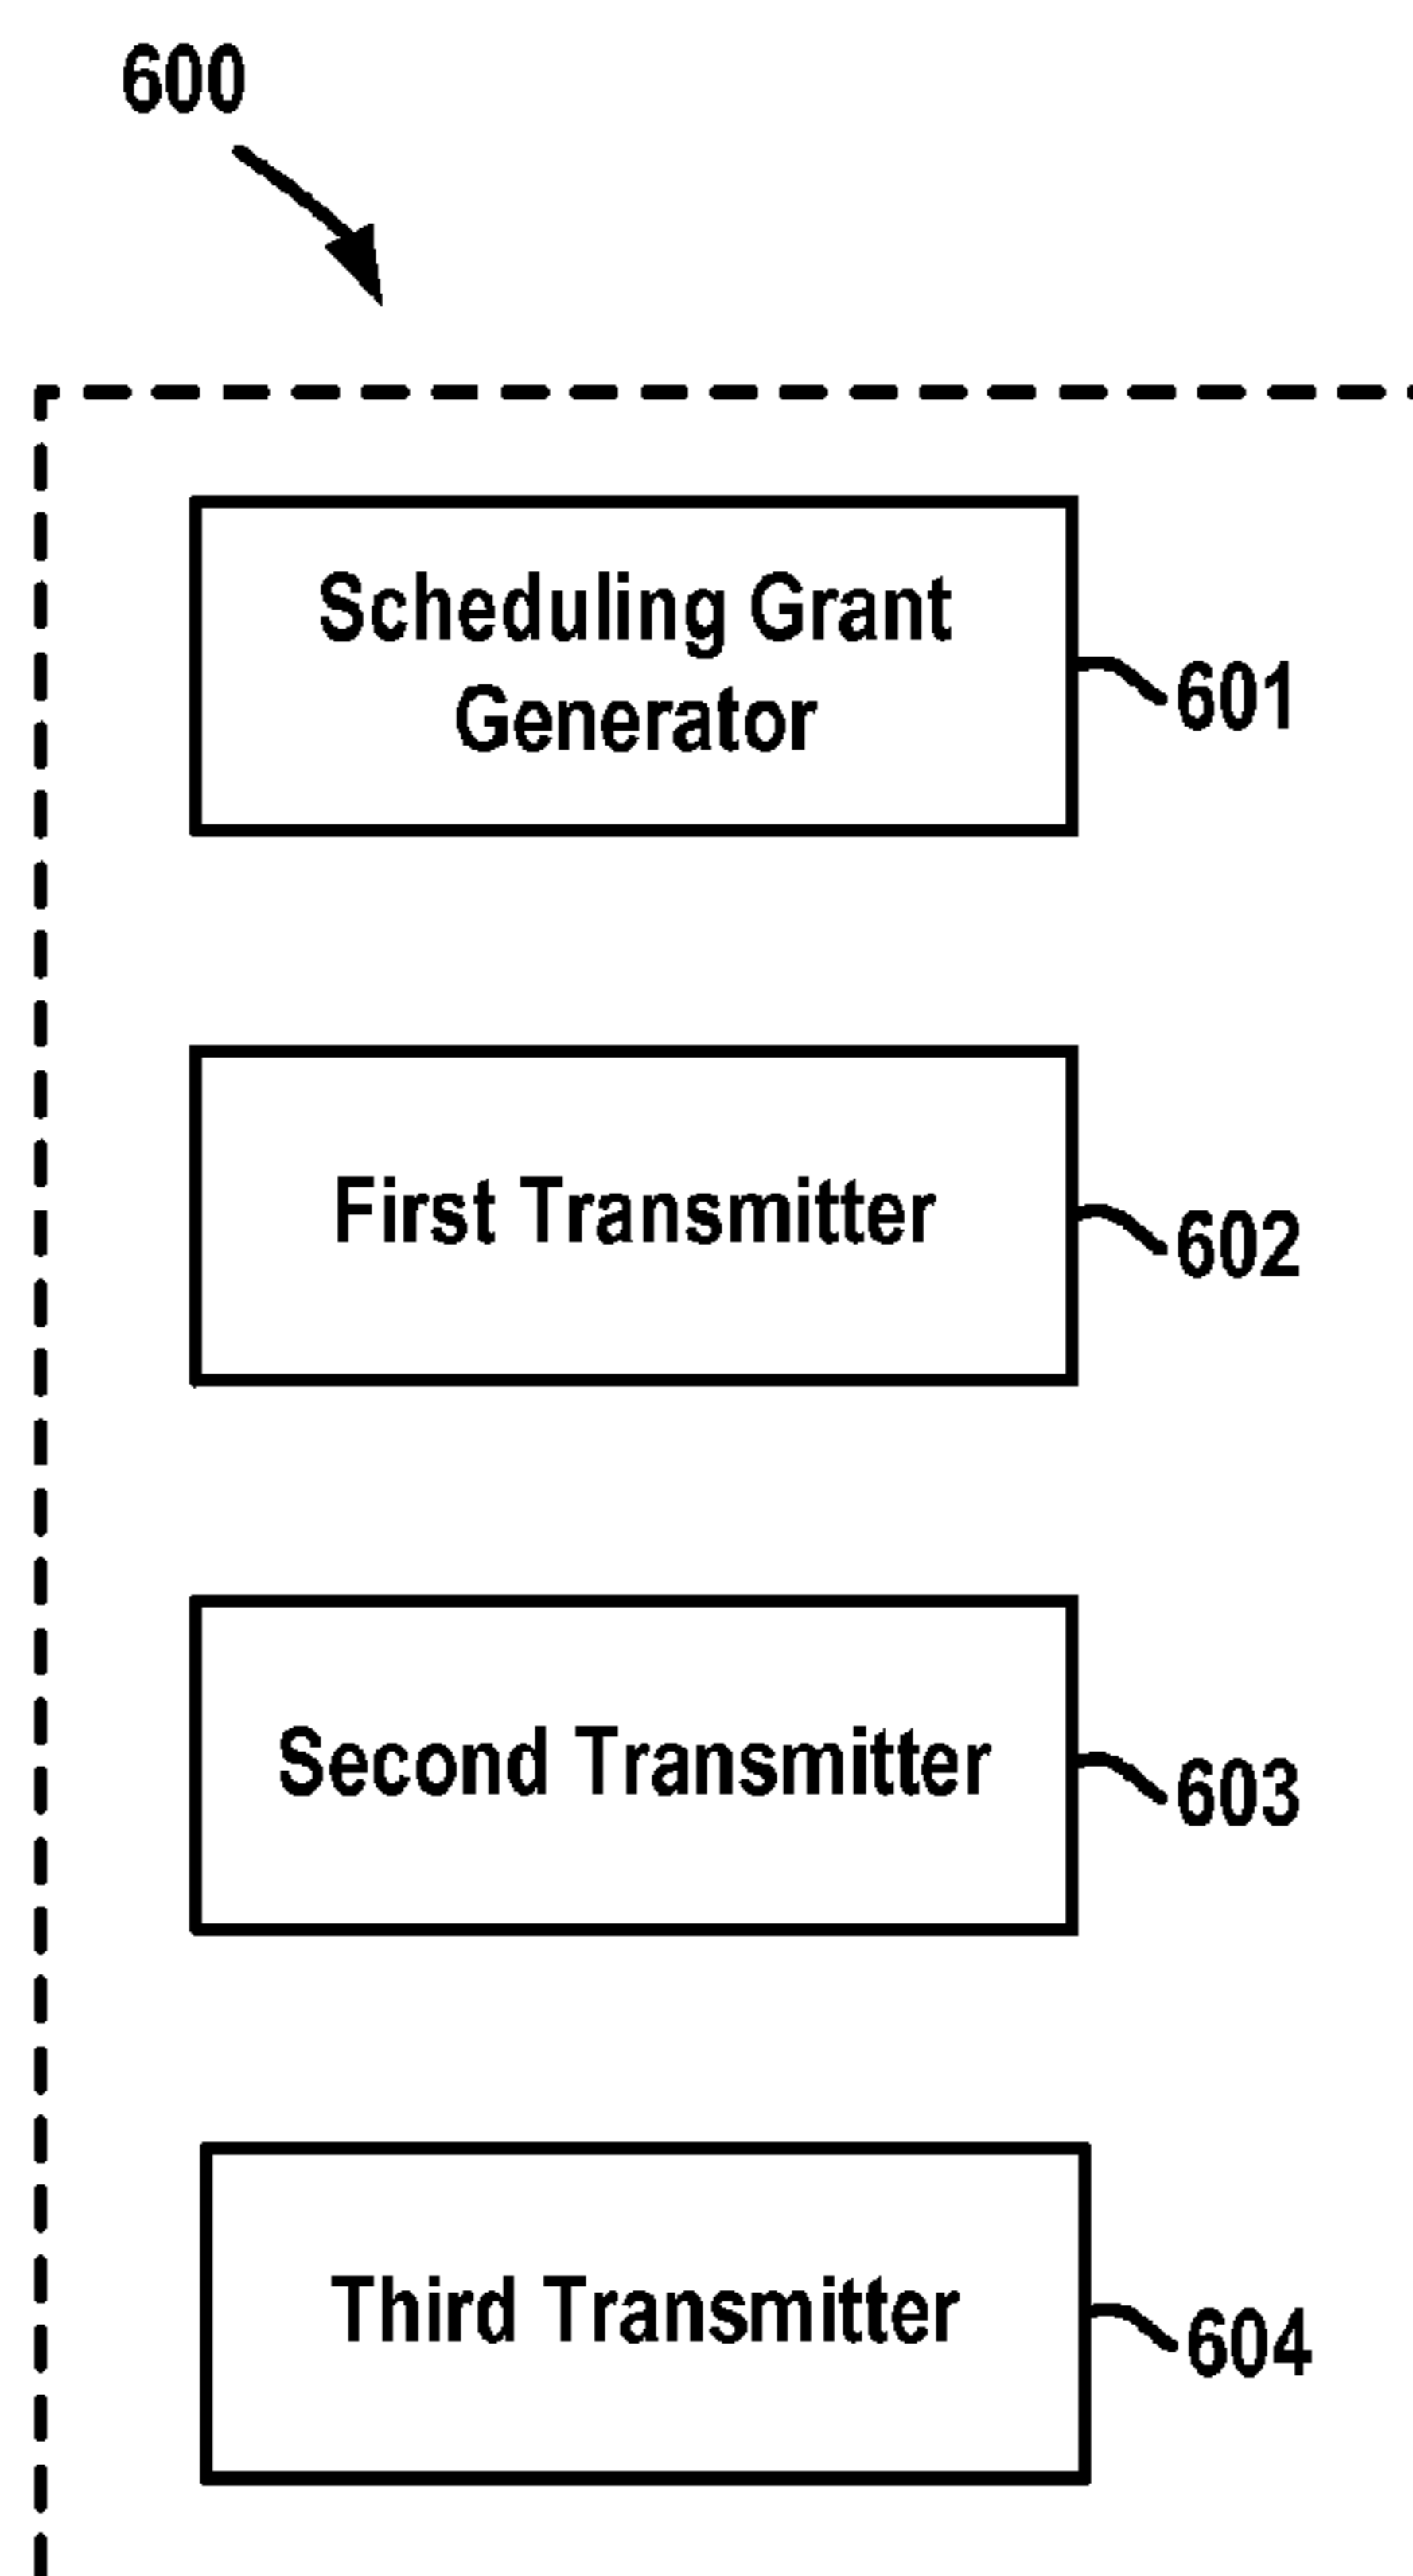 600
Scheduling Grant
Generator
601
First Transmitter
602
Second Transmitter
603
Third Transmitter
604